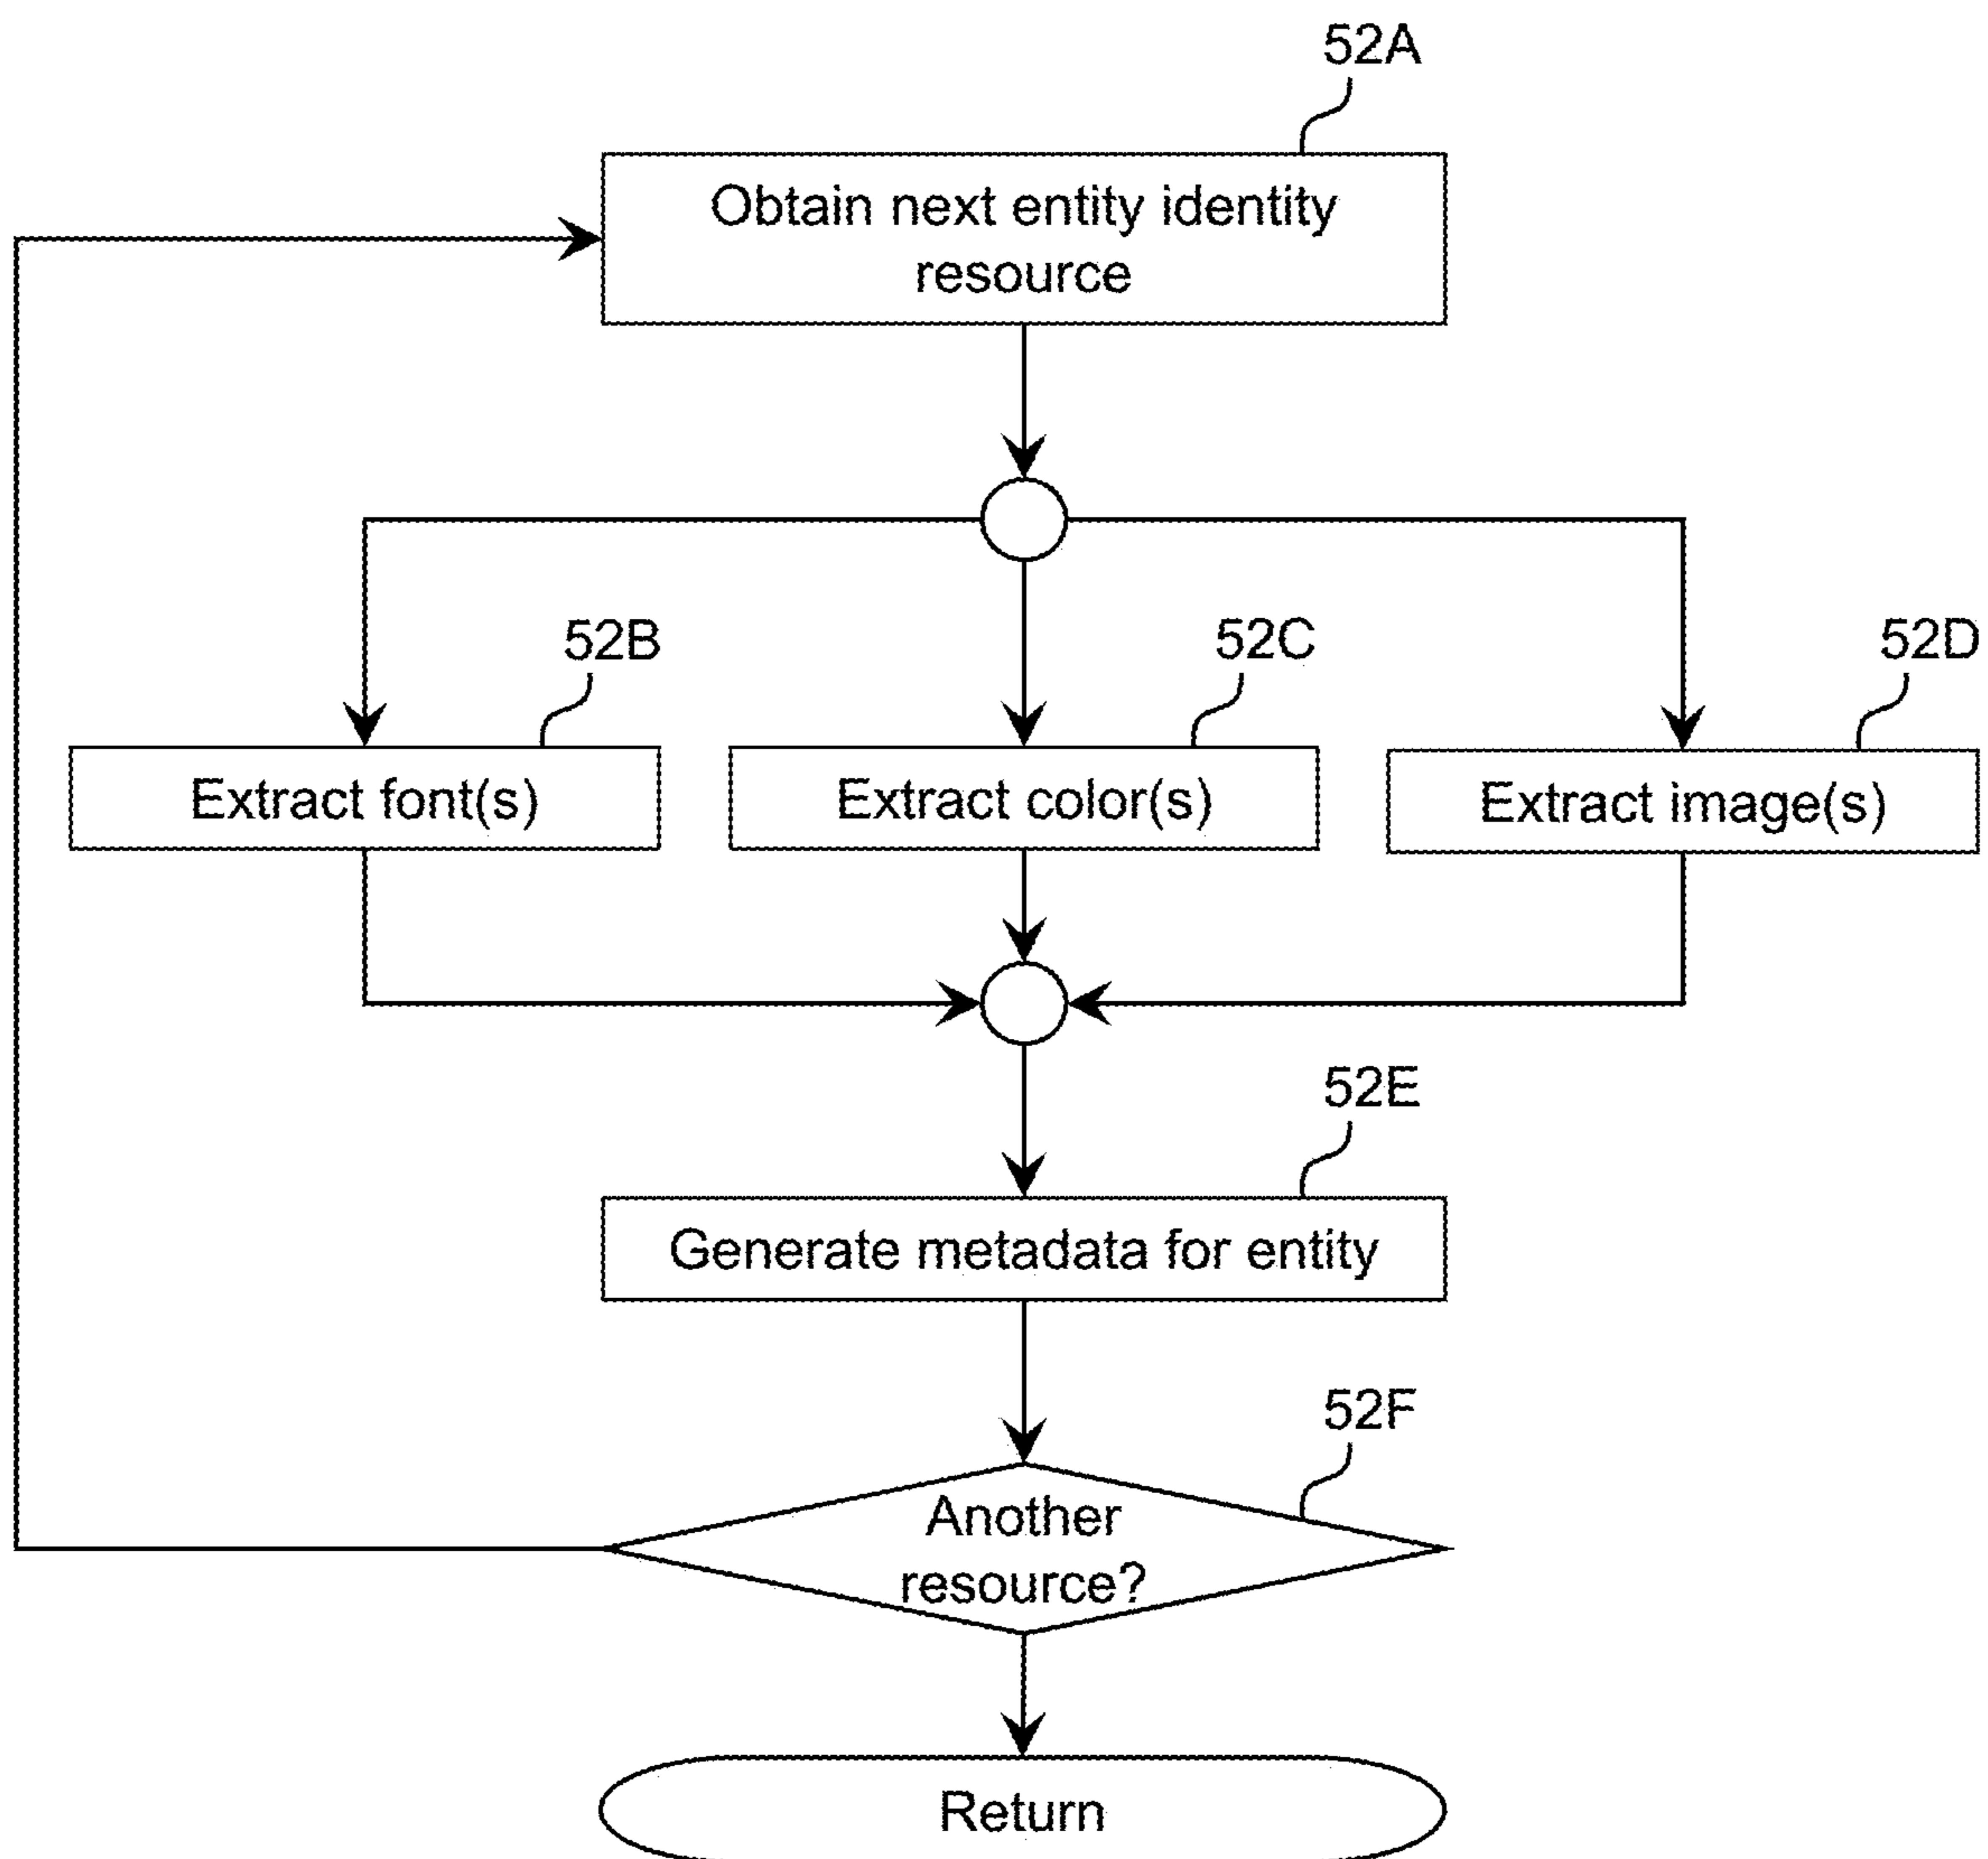 52A
Obtain next entity identity
resource
52B
52C
52D
Extract font(s)
Extract color(s)
Extract image(s)
52E
Generate metadata for entity
52F
Another
resource?
Return